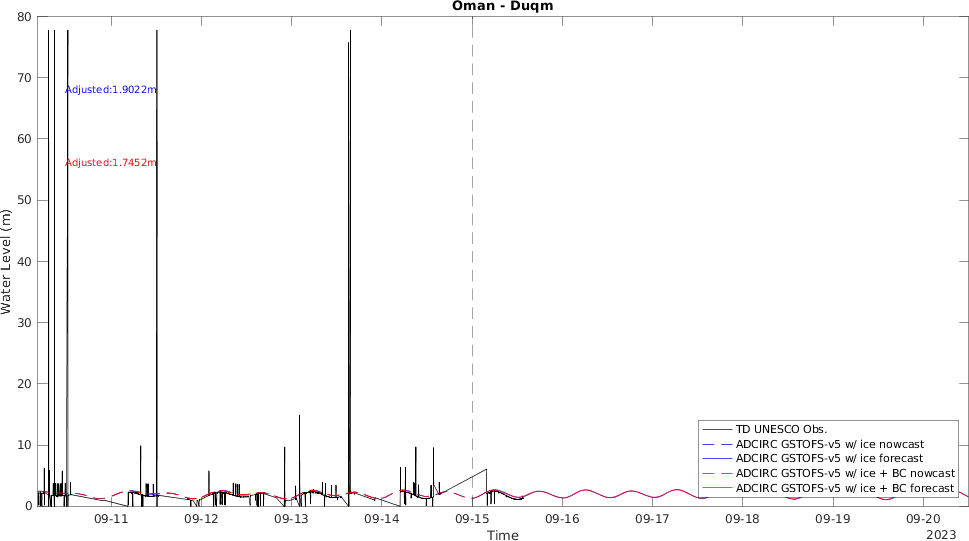 Oman - Duqm
80
70
60
50
40
30
20
10
0
Water Level (m)
Adjusted:1.9022m
Adjusted:1.7452m
TD UNESCO Obs.
ADCIRC GSTOFS-v5 w/ ice nowcast
ADCIRC GSTOFS-v5 w/ ice forecast
ADCIRC GSTOFS-v5 w/ ice + BC nowcast
ADCIRC GSTOFS-v5 w/ ice + BC forecast
09-11 09-12 09-13 09-14 09-15 09-16 09-17 09-18 09-19 09-20
Time
2023